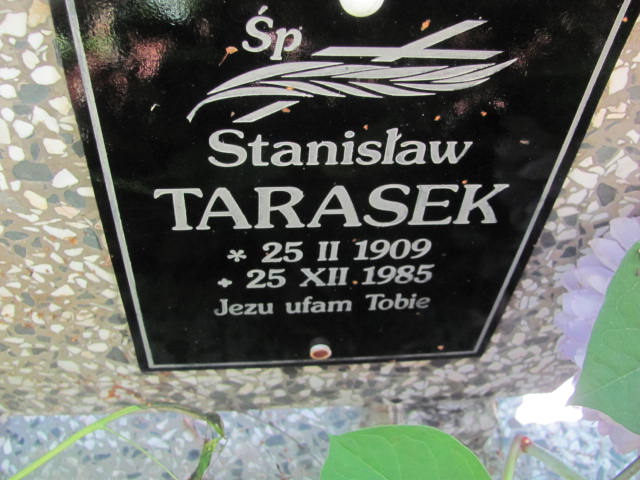 Śp
Stanisław
TARASEK
* 25 II 1909
+ 25 XII 1985
Jezu ufam Tobie